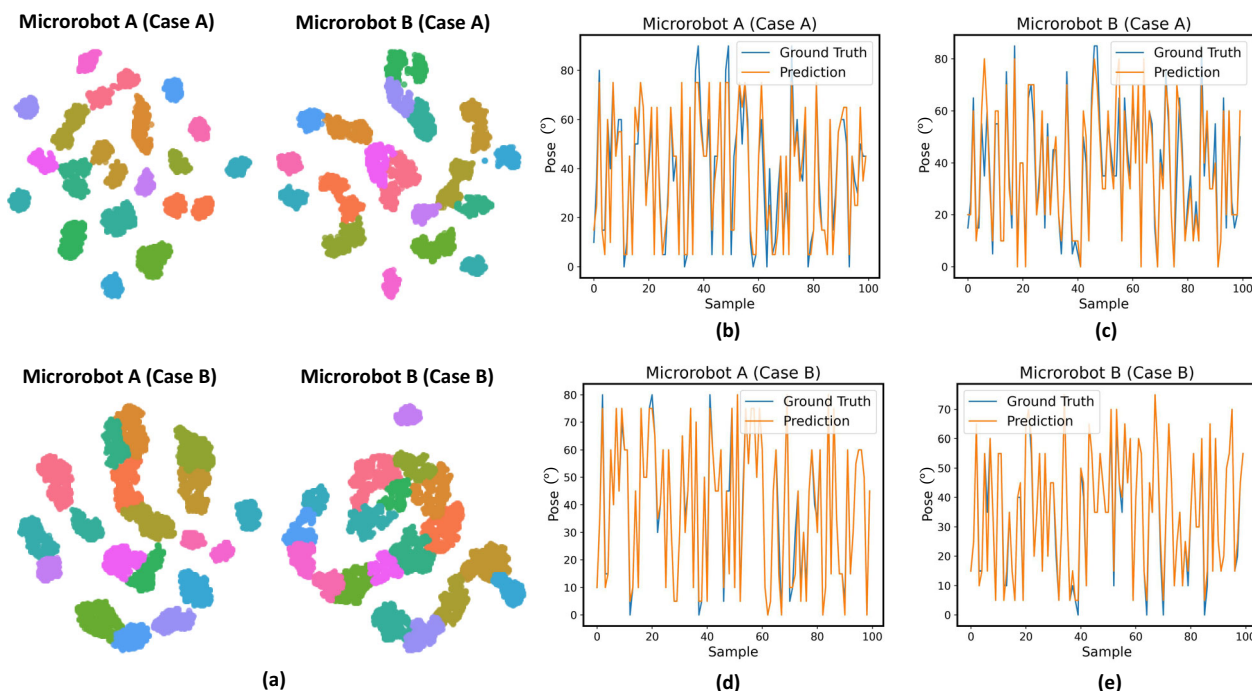 Microrobot A (Case A)
Microrobot B (Case A)
Microrobot A (Case B)
Microrobot B (Case B)
(a)
Microrobot A (Case A)
Ground Truth
Prediction
Pose (°)
80
60
40
20
0
0 20 40 60 80 100
Sample
(b)
Microrobot B (Case A)
Ground Truth
Prediction
Pose (°)
80
60
40
20
0
0 20 40 60 80 100
Sample
(c)
Microrobot A (Case B)
Ground Truth
Prediction
Pose (°)
80
70
60
50
40
30
20
10
0
0 20 40 60 80 100
Sample
(d)
Microrobot B (Case B)
Ground Truth
Prediction
Pose (°)
70
60
50
40
30
20
10
0
0 20 40 60 80 100
Sample
(e)